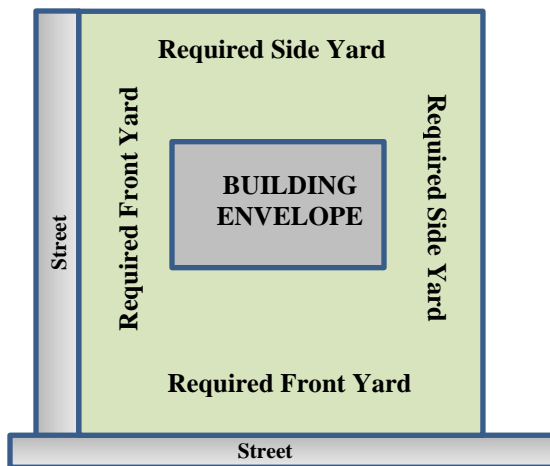 Required Side Yard
Street
Required Front Yard
BUILDING
ENVELOPE
Required Side Yard
Required Front Yard
Street